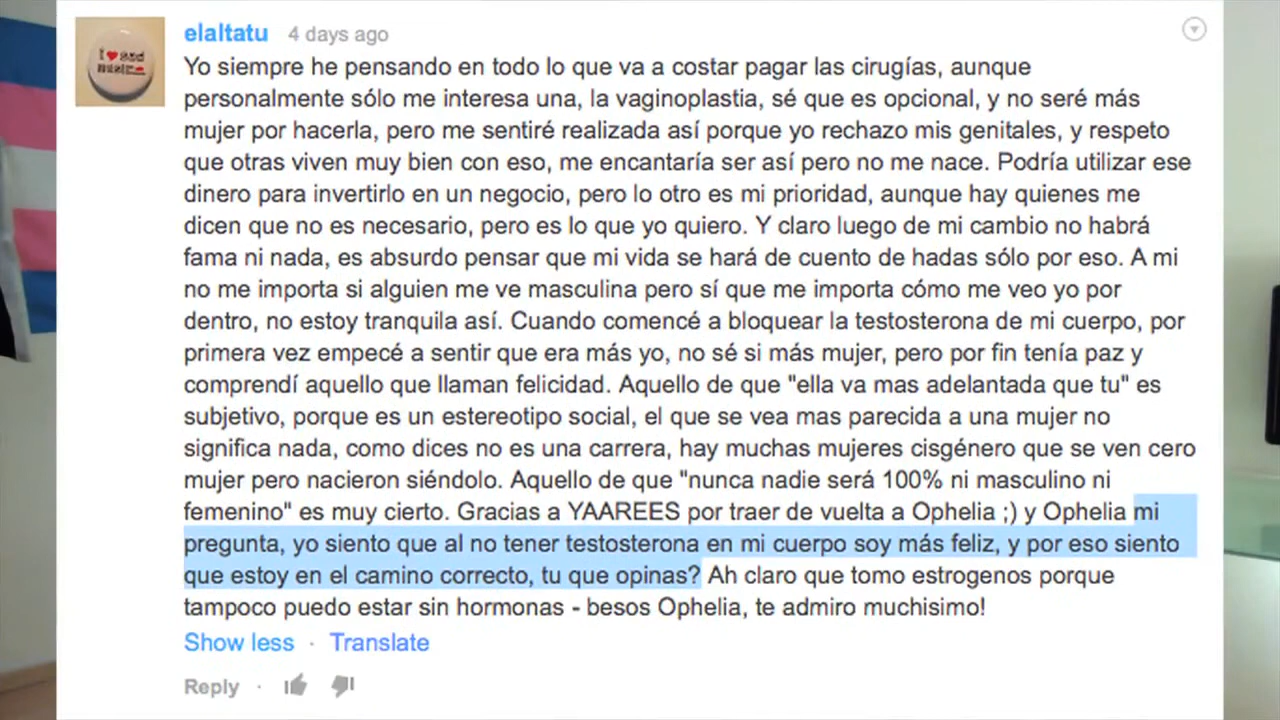 elaltatu 4 days ago
Yo siempre he pensando en todo lo que va a costar pagar las cirugías, aunque
personalmente sólo me interesa una, la vaginoplastia, sé que es opcional, y no seré más
mujer por hacerla, pero me sentiré realizada así porque yo rechazo mis genitales, y respeto
que otras viven muy bien con eso, me encantaría ser así pero no me nace. Podría utilizar ese
dinero para invertirlo en un negocio, pero lo otro es mi prioridad, aunque hay quienes me
dicen que no es necesario, pero es lo que yo quiero. Y claro luego de mi cambio no habrá
fama ni nada, es absurdo pensar que mi vida se hará de cuento de hadas sólo por eso. A mi
no me importa si alguien me ve masculina pero sí que me importa cómo me veo yo por
dentro, no estoy tranquila así. Cuando comencé a bloquear la testosterona de mi cuerpo, por
primera vez empecé a sentir que era más yo, no sé si más mujer, pero por fin tenía paz y
comprendí aquello que llaman felicidad. Aquello de que "ella va mas adelantada que tu" es
subjetivo, porque es un estereotipo social, el que se vea mas parecida a una mujer no
significa nada, como dices no es una carrera, hay muchas mujeres cisgénero que se ven cero
mujer pero nacieron siéndolo. Aquello de que "nunca nadie será 100% ni masculino ni
femenino" es muy cierto. Gracias a YAAREES por traer de vuelta a Ophelia ;) y Ophelia mi
pregunta, yo siento que al no tener testosterona en mi cuerpo soy más feliz, y por eso siento
que estoy en el camino correcto, tu que opinas? Ah claro que tomo estrogenos porque
tampoco puedo estar sin hormonas - besos Ophelia, te admiro muchisimo!
Show less · Translate
Reply ·